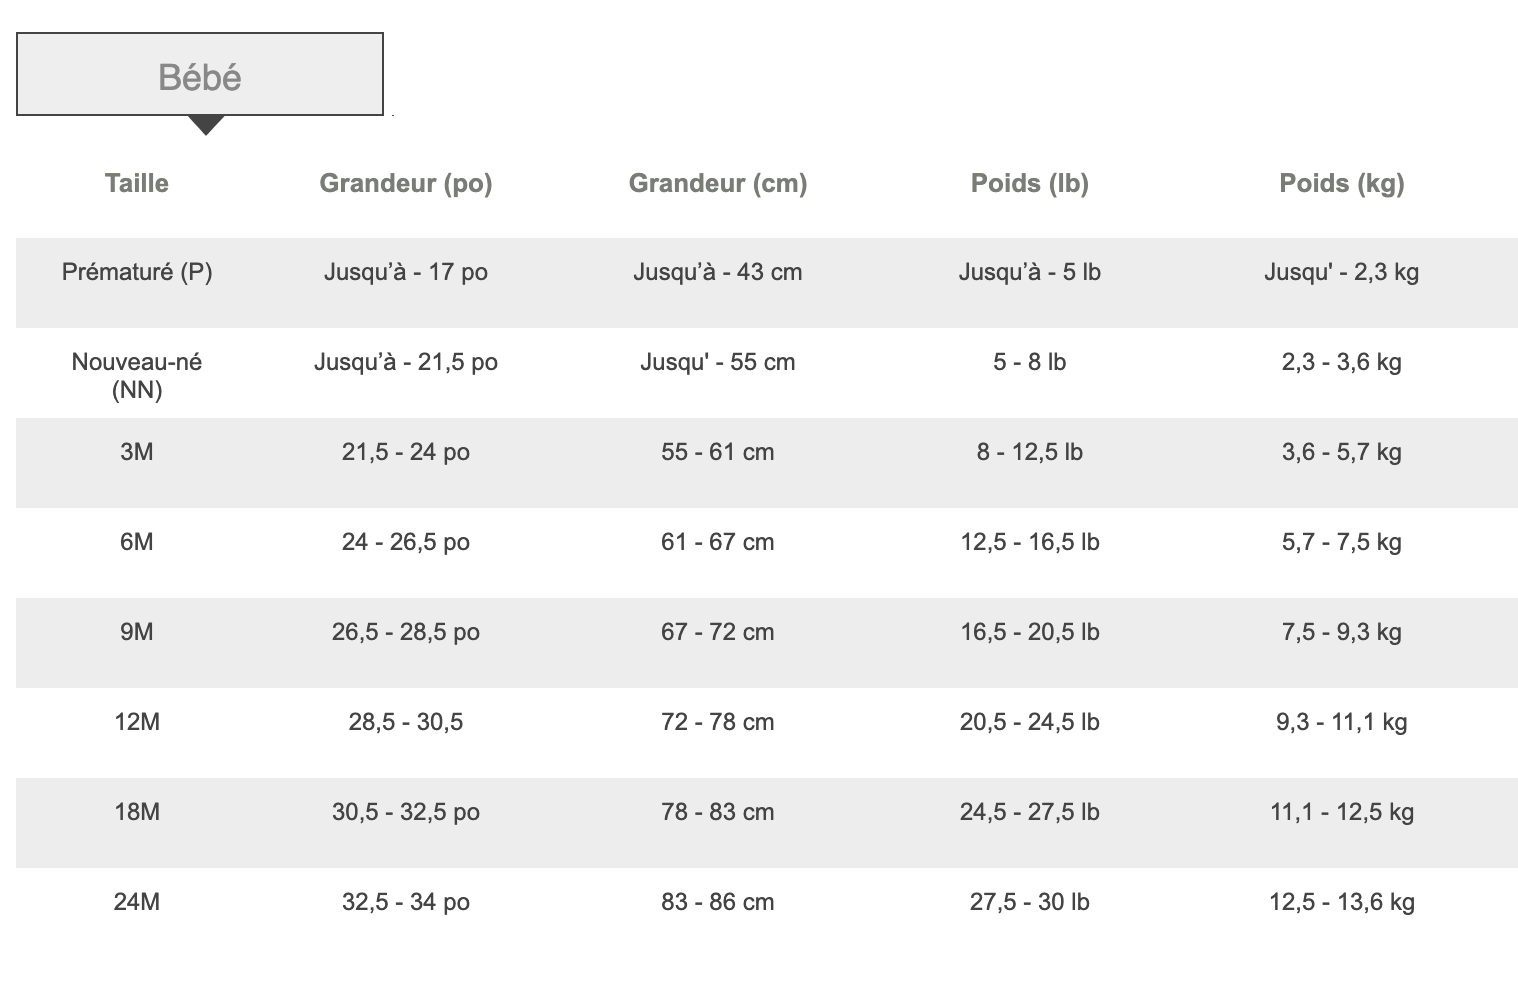 Bébé
Taille Grandeur (po) Grandeur (cm) Poids (lb) Poids (kg)
Prématuré (P) Jusqu’à - 17 po Jusqu’à - 43 cm Jusqu’à - 5 lb Jusqu' - 2,3 kg
Nouveau-né Jusqu’à - 21,5 po Jusqu' - 55 cm 5 - 8 lb 2,3 - 3,6 kg
(NN)
3M 21,5 - 24 po 55 - 61 cm 8 - 12,5 lb 3,6 - 5,7 kg
6M 24 - 26,5 po 61 - 67 cm 12,5 - 16,5 lb 5,7 - 7,5 kg
9M 26,5 - 28,5 po 67 - 72 cm 16,5 - 20,5 lb 7,5 - 9,3 kg
12M 28,5 - 30,5 72 - 78 cm 20,5 - 24,5 lb 9,3 - 11,1 kg
18M 30,5 - 32,5 po 78 - 83 cm 24,5 - 27,5 lb 11,1 - 12,5 kg
24M 32,5 - 34 po 83 - 86 cm 27,5 - 30 lb 12,5 - 13,6 kg